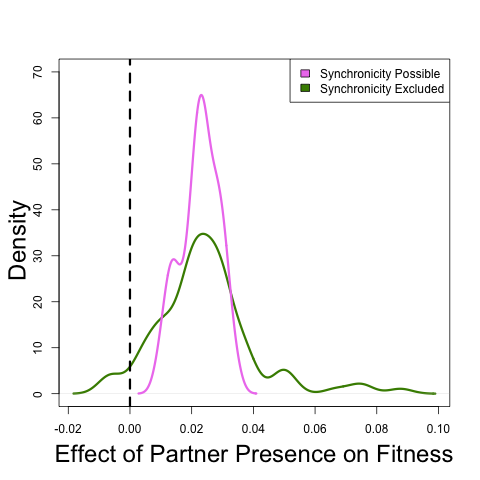 Synchronicity Possible
Synchronicity Excluded
Density
70
60
50
40
30
20
10
0
-0.02 0.00 0.02 0.04 0.06 0.08 0.10
Effect of Partner Presence on Fitness